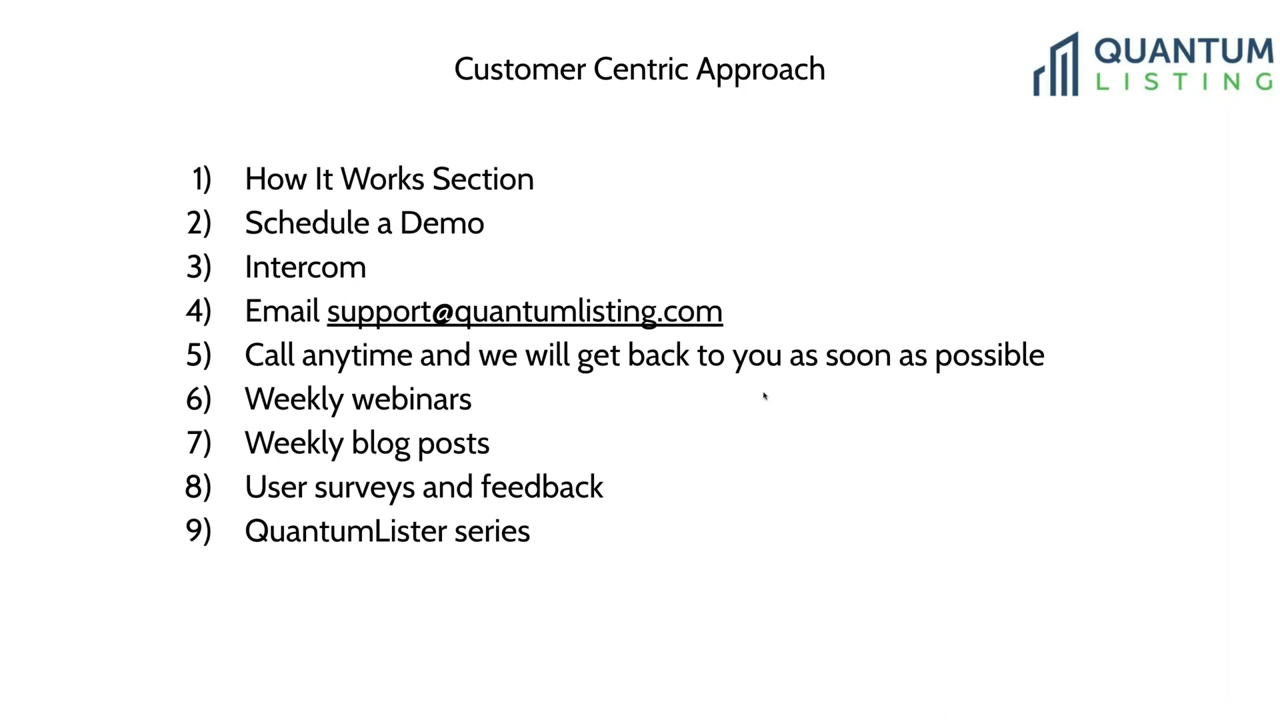 Customer Centric Approach
QUANTUM
LISTING
1) How It Works Section
2) Schedule a Demo
3) Intercom
4) Email support@quantumlisting.com
5) Call anytime and we will get back to you as soon as possible
6) Weekly webinars
7) Weekly blog posts
8) User surveys and feedback
9) QuantumLister series